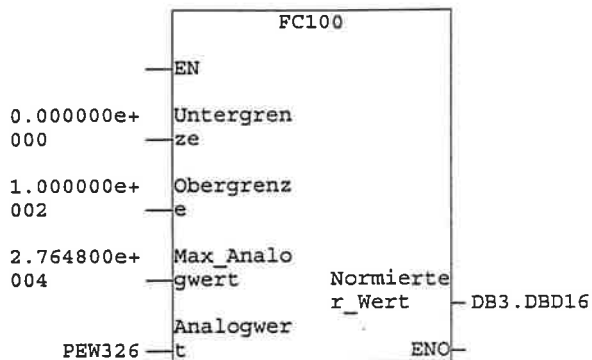 FC100
EN
0.000000e+ Untergren
000 ze
1.000000e+ Obergrenz
002 e
2.764800e+ Max_Analo
004 gwert Normierte
r_Wert DB3.DBD16
Analogwer
PEW326 t ENO